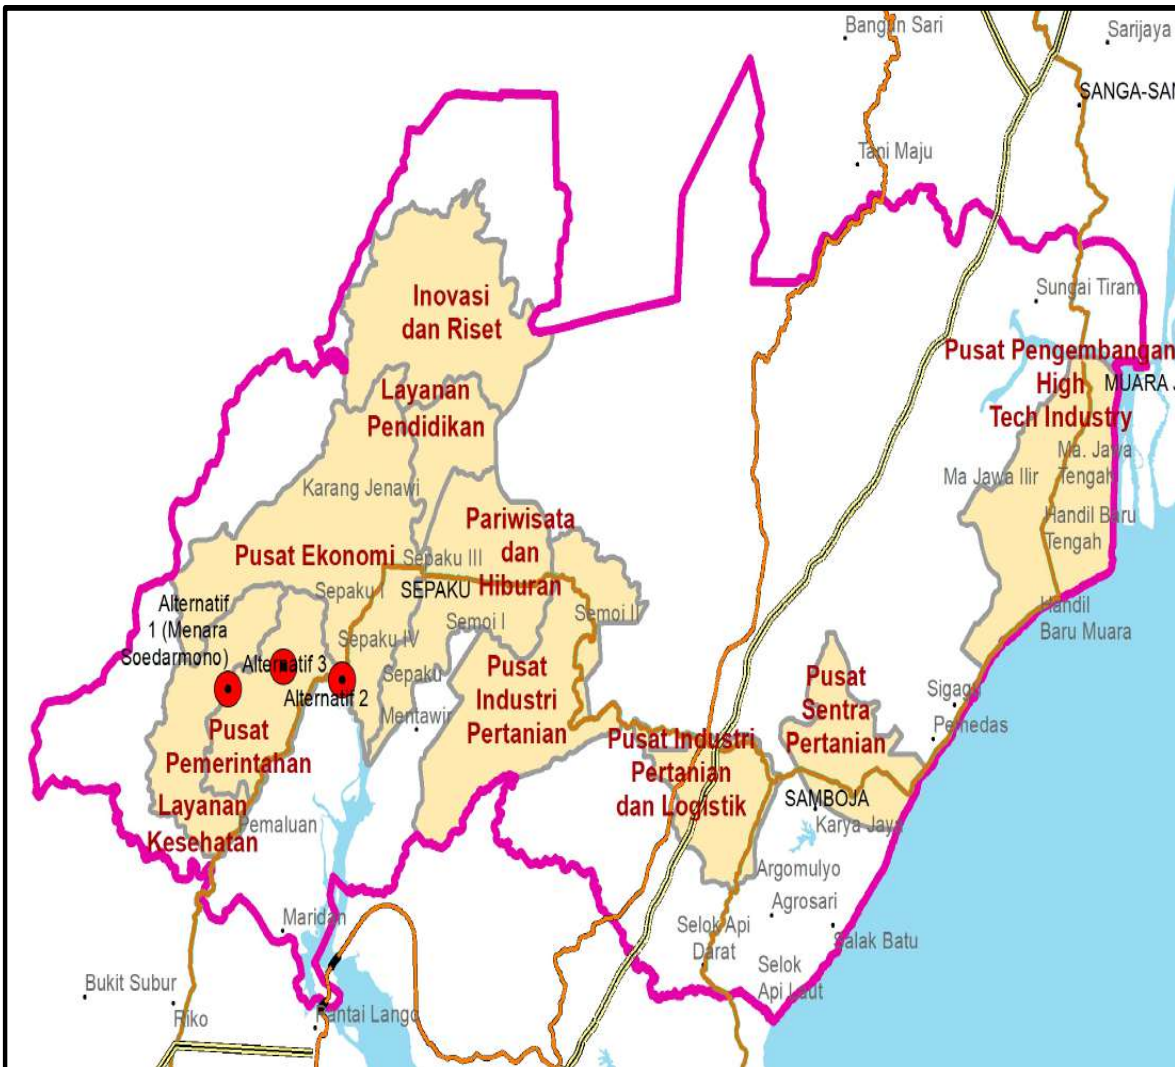 Bangun Sari
Sarijaya
SANGA-SAN
Tani Maju
Sungai Tiram
Inovasi
dan Riset
Pusat Pengembangan
High
Tech Industry
MUARA J
Layanan
Pendidikan
Ma. Jawa
Tengah
Ma Jawa Ilir
Karang Jenawi
Handil Baru
Tengah
Pariwisata
dan
Hiburan
Pusat Ekonomi
Sepaku III
Sepaku I
SEPAKU
Semoi I
Semoi II
Handil
Baru Muara
Alternatif
1 (Menara
Soedarmono)
Sepaku IV
Alternatif 3
Alternatif 2
Sepaku
Mentawir
Pusat
Industri
Pertanian
Pusat
Sentra
Pertanian
Sigagu
Pemedas
Pusat
Pemerintahan
Pusat Industri
Pertanian
dan Logistik
SAMBOJA
Karya Jaya
Layanan
Kesehatan
Pemaluan
Argomulyo
Agrosari
Maridan
Selok Api
Darat
Salak Batu
Selok
Api Laut
Bukit Subur
Riko
Pantai Lango